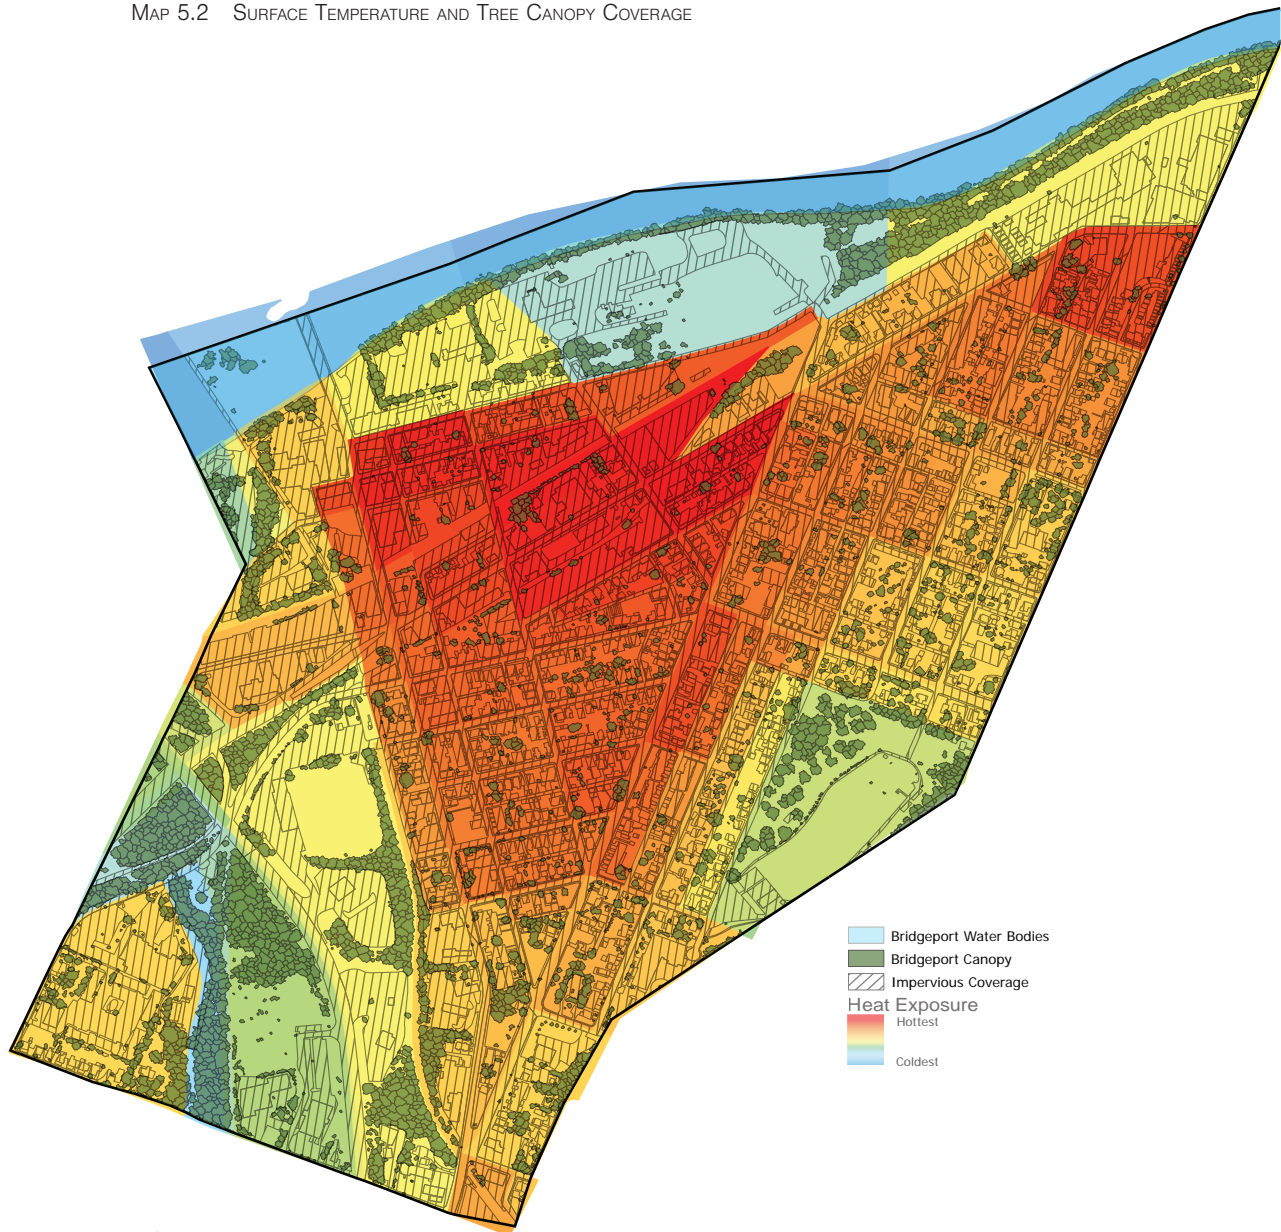 Map 5.2 Surface Temperature and Tree Canopy Coverage
Bridgeport Water Bodies
Bridgeport Canopy
Impervious Coverage
Heat Exposure
Hottest
Coldest